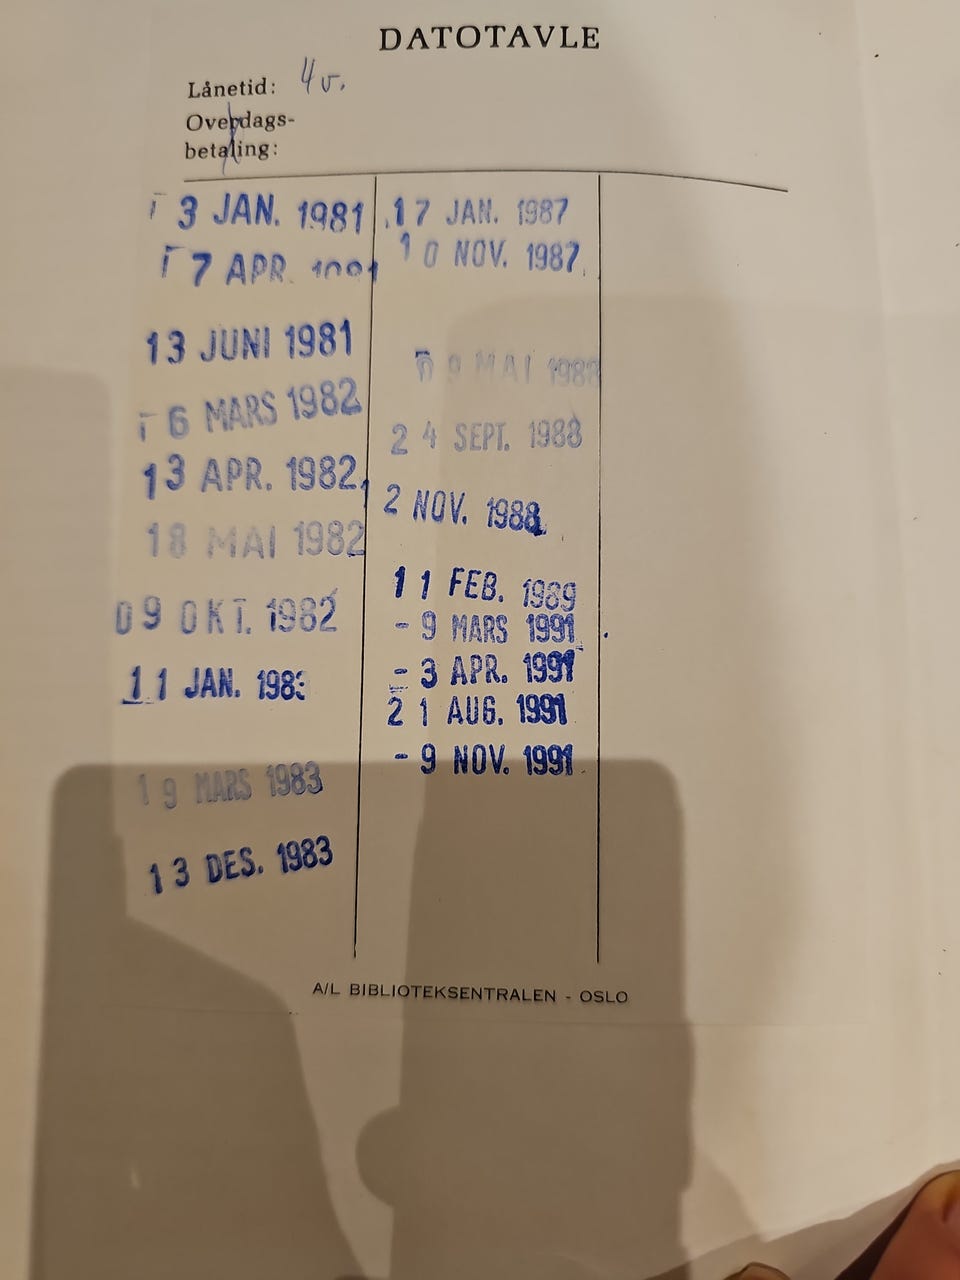 DATOTAVLE
Lånetid: 4 v.
Overdags-
betaling:
3 JAN. 1981
7 APR. 1981
13 JUNI 1981
6 MARS 1982
13 APR. 1982
18 MAI 1982
09 OKT. 1982
11 JAN. 1983
19 MARS 1983
13 DES. 1983
17 JAN. 1987
10 NOV. 1987
9 MAI 1988
24 SEPT. 1988
2 NOV. 1988
11 FEB. 1989
- 9 MARS 1991
- 3 APR. 1991
21 AUG. 1991
- 9 NOV. 1991
A/L BIBLIOTEKSENTRALEN - OSLO